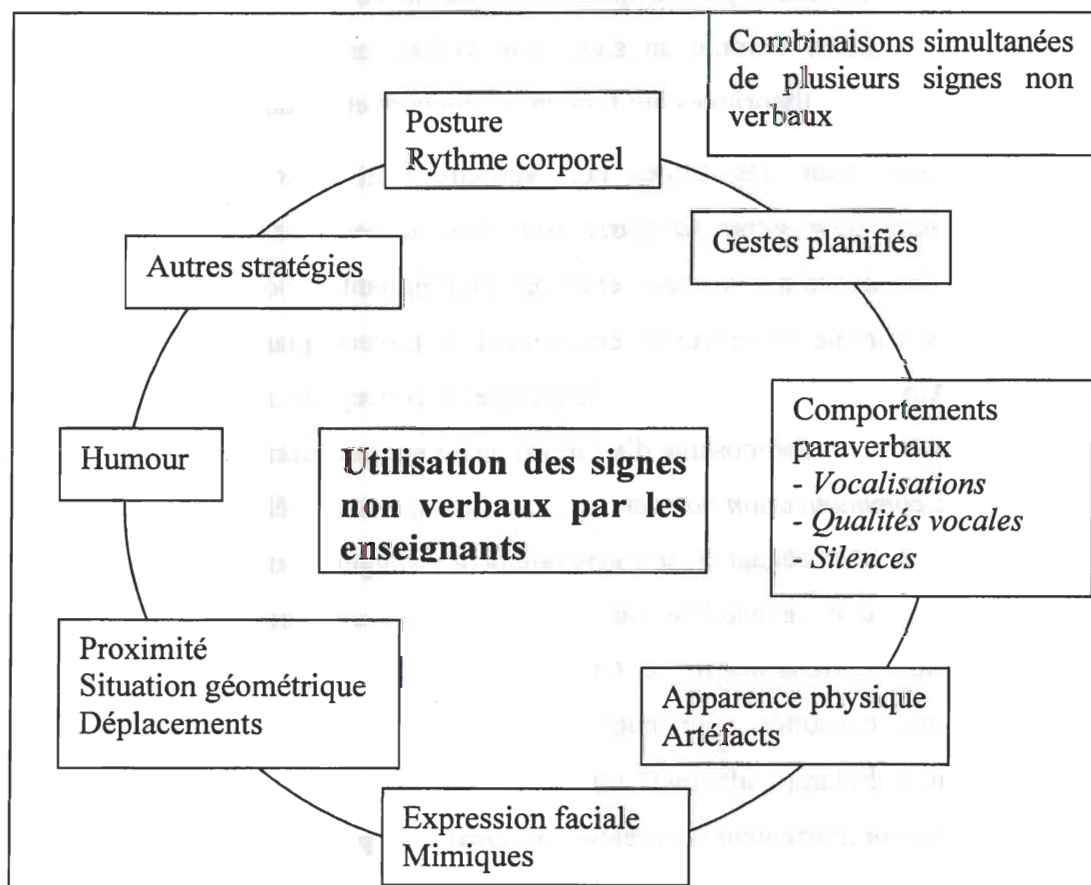 Combinaisons simultanées
de plusieurs signes non
verbaux
Posture
Rythme corporel
Gestes planifiés
Autres stratégies
Comportements
paraverbaux
- Vocalisations
- Qualités vocales
- Silences
Humour
Utilisation des signes
non verbaux par les
enseignants
Proximité
Situation géométrique
Déplacements
Apparence physique
Artéfacts
Expression faciale
Mimiques